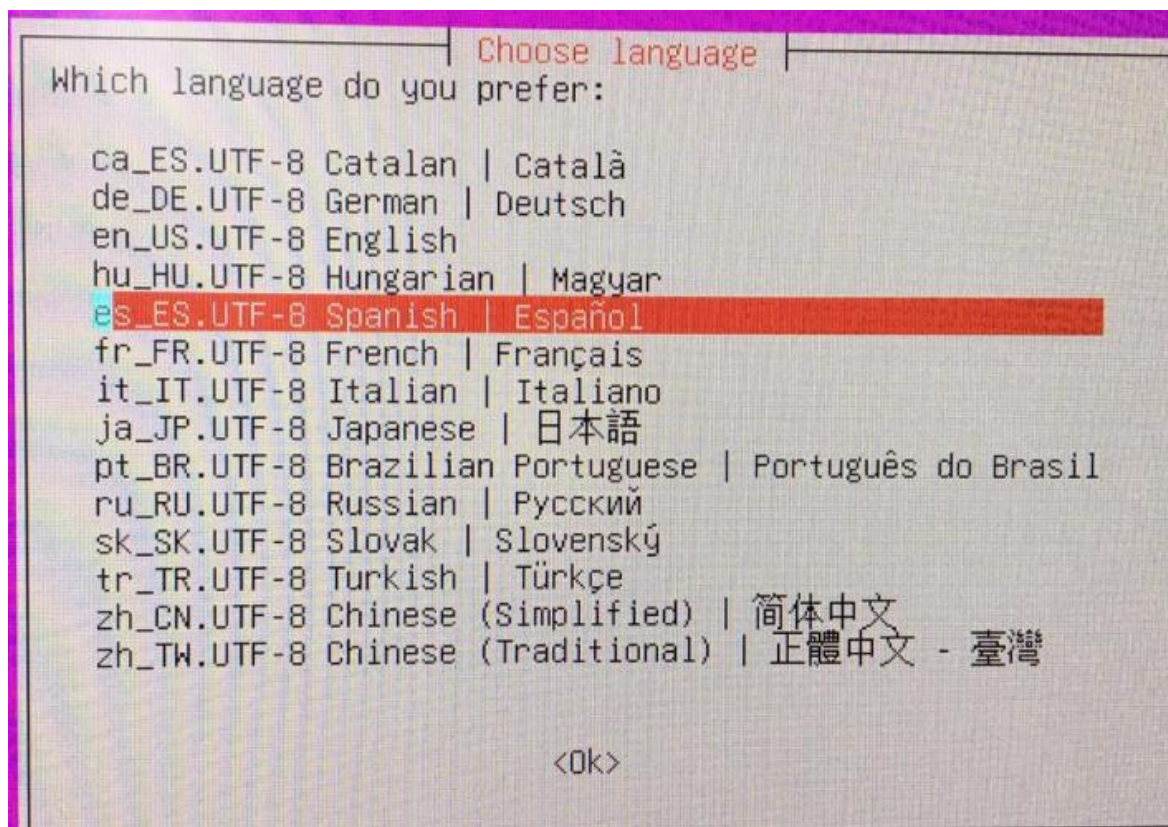 Choose language
Which language do you prefer:
ca_ES.UTF-8 Catalan | Català
de_DE.UTF-8 German | Deutsch
en_US.UTF-8 English
hu_HU.UTF-8 Hungarian | Magyar
es_ES.UTF-8 Spanish | Español
fr_FR.UTF-8 French | Français
it_IT.UTF-8 Italian | Italiano
ja_JP.UTF-8 Japanese | 日本語
pt_BR.UTF-8 Brazilian Portuguese | Português do Brasil
ru_RU.UTF-8 Russian | Русский
sk_SK.UTF-8 Slovak | Slovenský
tr_TR.UTF-8 Turkish | Türkçe
zh_CN.UTF-8 Chinese (Simplified) | 简体中文
zh_TW.UTF-8 Chinese (Traditional) | 正體中文 - 臺灣
<Ok>